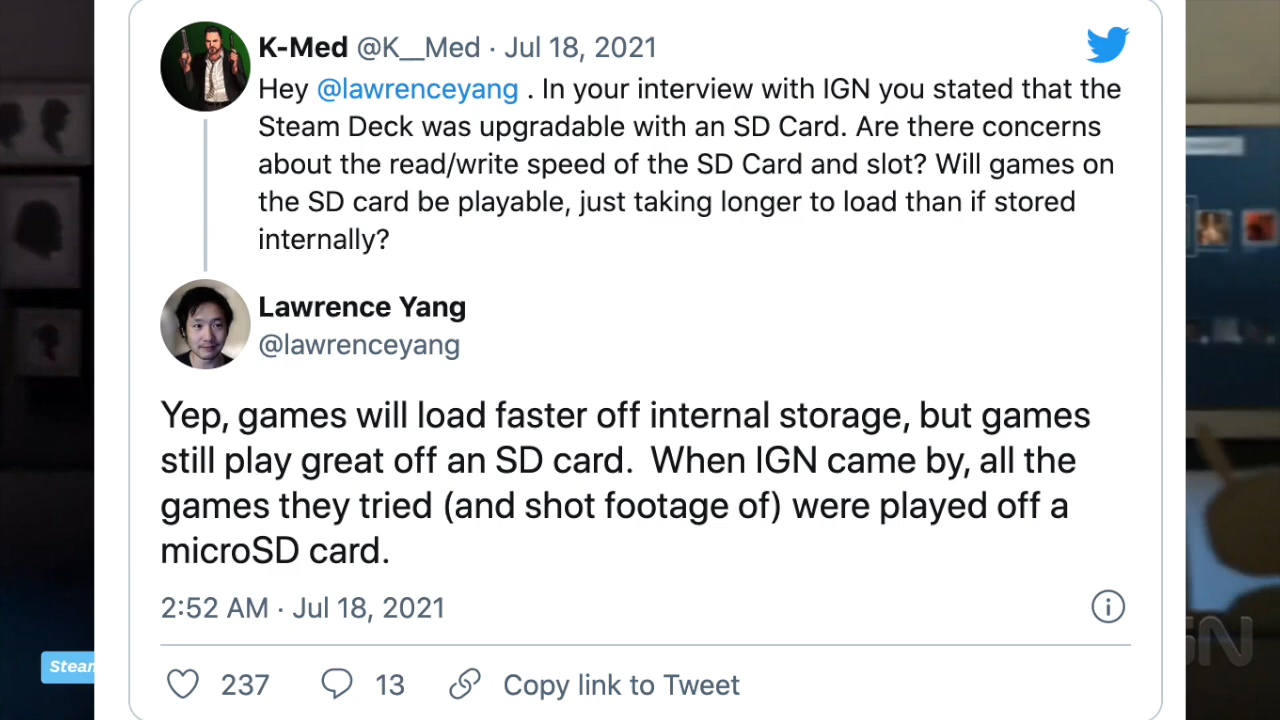 K-Med @K__Med · Jul 18, 2021
Hey @lawrenceyang . In your interview with IGN you stated that the
Steam Deck was upgradable with an SD Card. Are there concerns
about the read/write speed of the SD Card and slot? Will games on
the SD card be playable, just taking longer to load than if stored
internally?
Lawrence Yang
@lawrenceyang
Yep, games will load faster off internal storage, but games
still play great off an SD card.  When IGN came by, all the
games they tried (and shot footage of) were played off a
microSD card.
2:52 AM · Jul 18, 2021
Steam
237 13 Copy link to Tweet